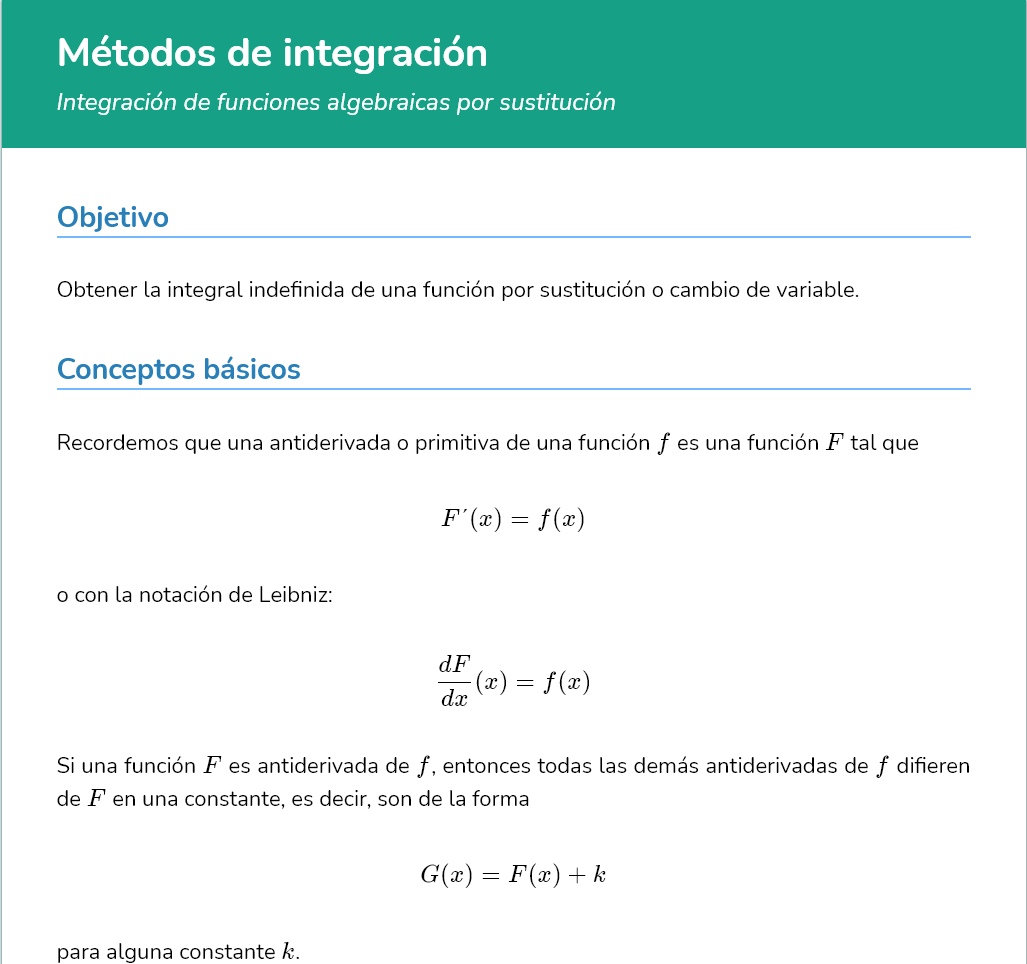 Métodos de integración
Integración de funciones algebraicas por sustitución
Objetivo
Obtener la integral indefinida de una función por sustitución o cambio de variable.
Conceptos básicos
Recordemos que una antiderivada o primitiva de una función f es una función F tal que
F´(x) = f(x)
o con la notación de Leibniz:
dF/dx (x) = f(x)
Si una función F es antiderivada de f, entonces todas las demás antiderivadas de f difieren
de F en una constante, es decir, son de la forma
G(x) = F(x) + k
para alguna constante k.